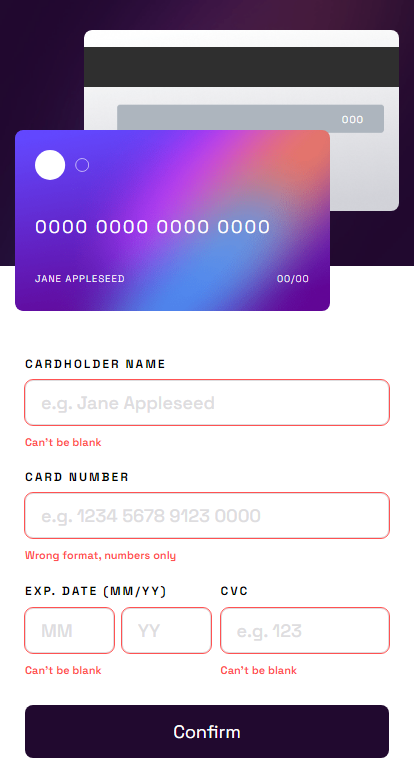 000
0000 0000 0000 0000
JANE APPLESEED 00/00
CARDHOLDER NAME
e.g. Jane Appleseed
Can't be blank
CARD NUMBER
e.g. 1234 5678 9123 0000
Wrong format, numbers only
EXP. DATE (MM/YY) CVC
MM YY e.g. 123
Can't be blank Can't be blank
Confirm